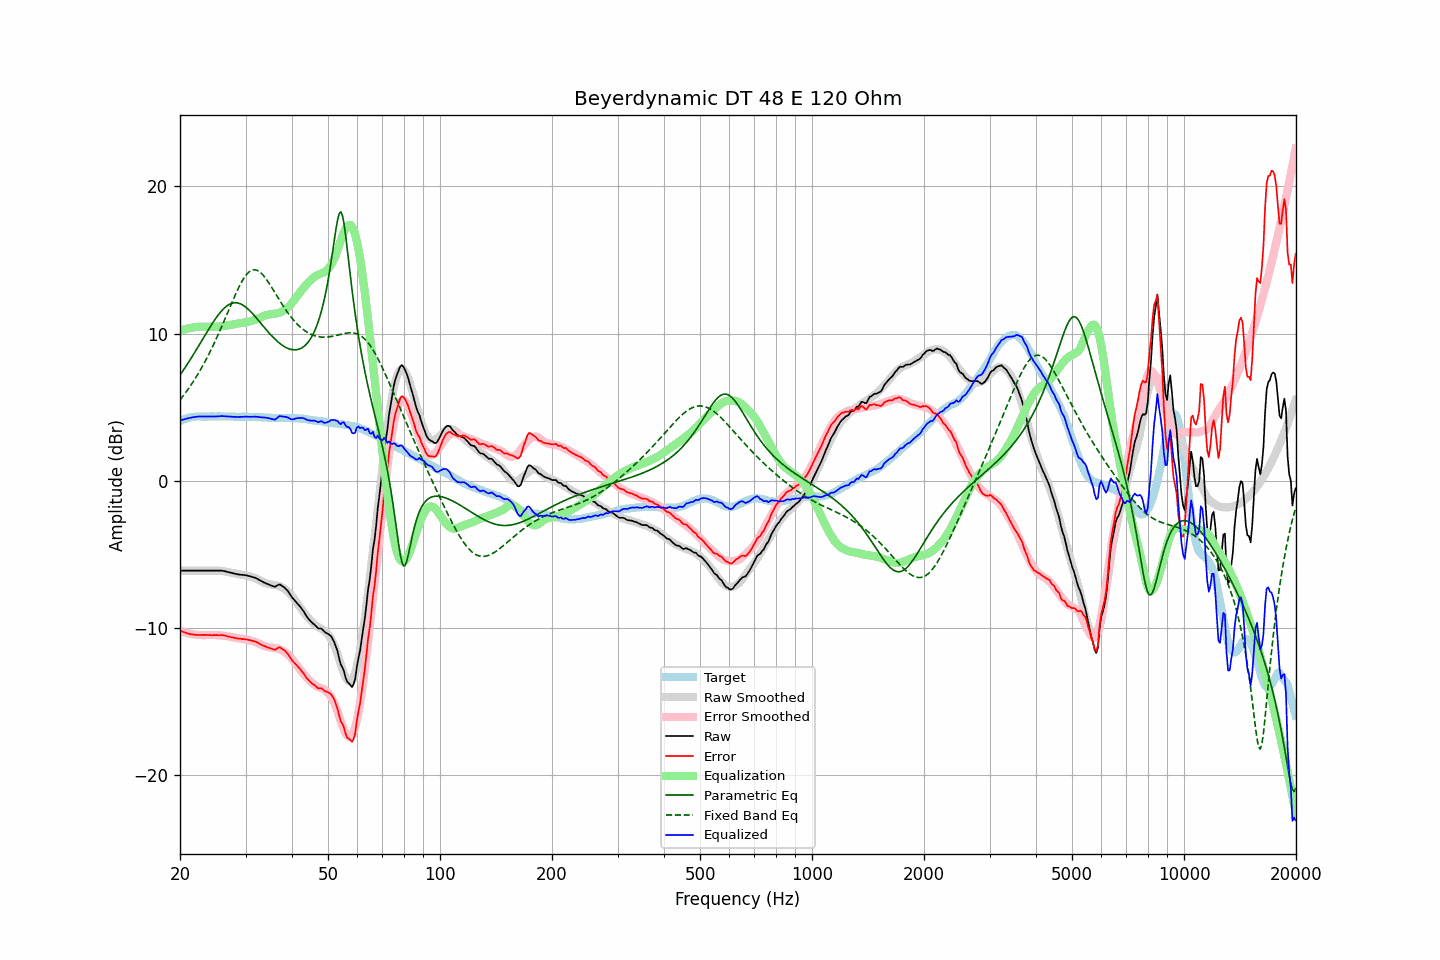 Beyerdynamic DT 48 E 120 Ohm
Amplitude (dBr)
20
10
0
−10
−20
Target
Raw Smoothed
Error Smoothed
Raw
Error
Equalization
Parametric Eq
Fixed Band Eq
Equalized
20 50 100 200 500 1000 2000 5000 10000 20000
Frequency (Hz)